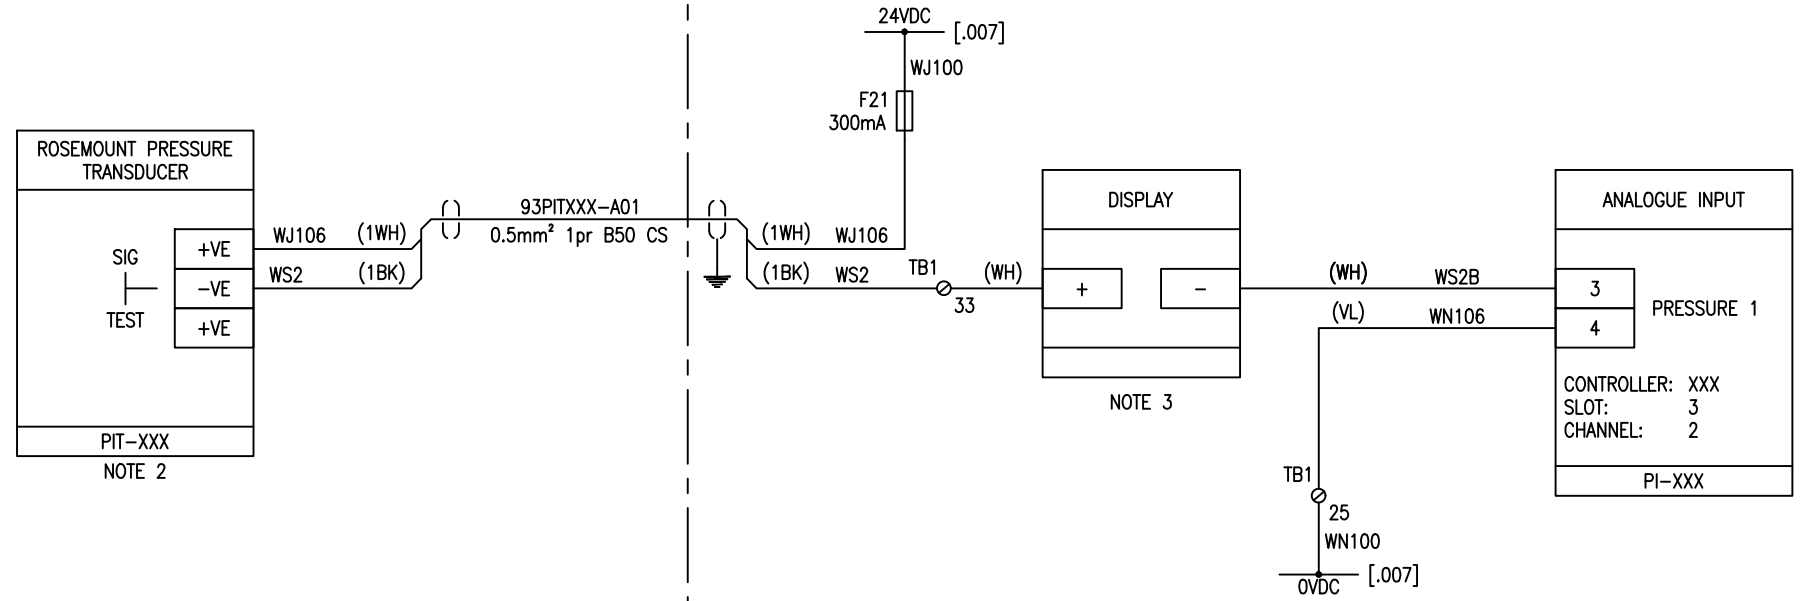 24VDC
[.007]
WJ100
F21
300mA
ROSEMOUNT PRESSURE
TRANSDUCER
SIG
TEST
+VE
-VE
+VE
PIT-XXX
NOTE 2
WJ106
(1WH)
WS2
(1BK)
93PITXXX-A01
0.5mm² 1pr B50 CS
(1WH)
WJ106
(1BK)
WS2
TB1
33
(WH)
DISPLAY
+
-
NOTE 3
(WH)
WS2B
(VL)
WN106
TB1
25
WN100
0VDC
[.007]
ANALOGUE INPUT
3
4
PRESSURE 1
CONTROLLER: XXX
SLOT: 3
CHANNEL: 2
PI-XXX